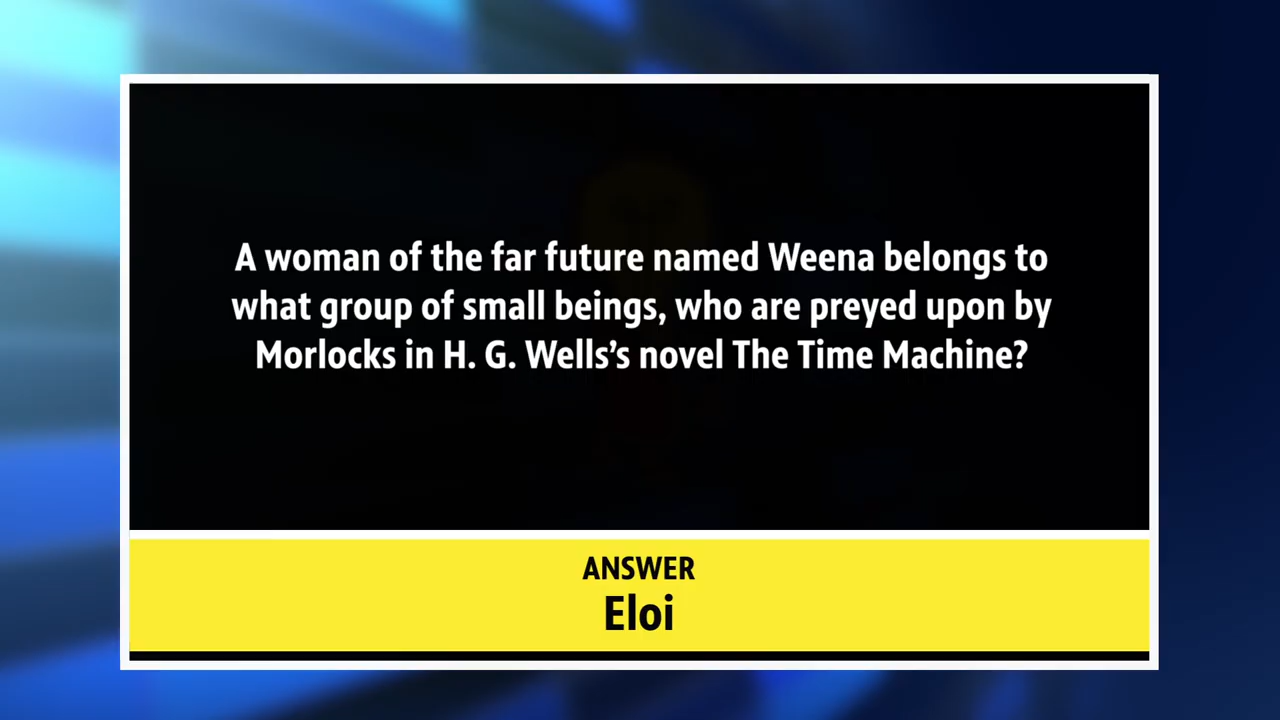 A woman of the far future named Weena belongs to
what group of small beings, who are preyed upon by
Morlocks in H. G. Wells’s novel The Time Machine?
ANSWER
Eloi